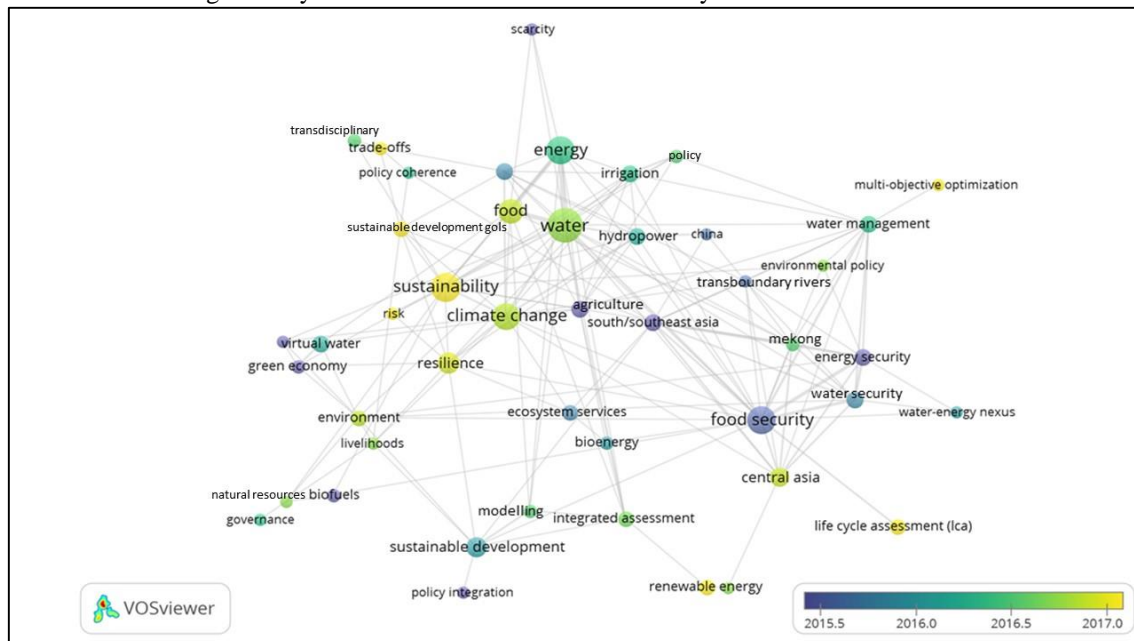 scarcity
transdisciplinary
trade-offs
energy
policy
policy coherence
irrigation
multi-objective optimization
food
water
sustainable development gøls
hydropower
china
water management
environmental policy
transboundary rivers
sustainability
agriculture
climate change
south/southeast asia
risk
mekong
virtual water
energy security
green economy
resilience
water security
ecosystem services
food security
water-energy nexus
environment
livelihoods
bioenergy
central asia
natural resources
biofuels
governance
modelling
integrated assessment
life cycle assessment (lca)
sustainable development
policy integration
renewable energy
VOSviewer
2015.5 2016.0 2016.5 2017.0